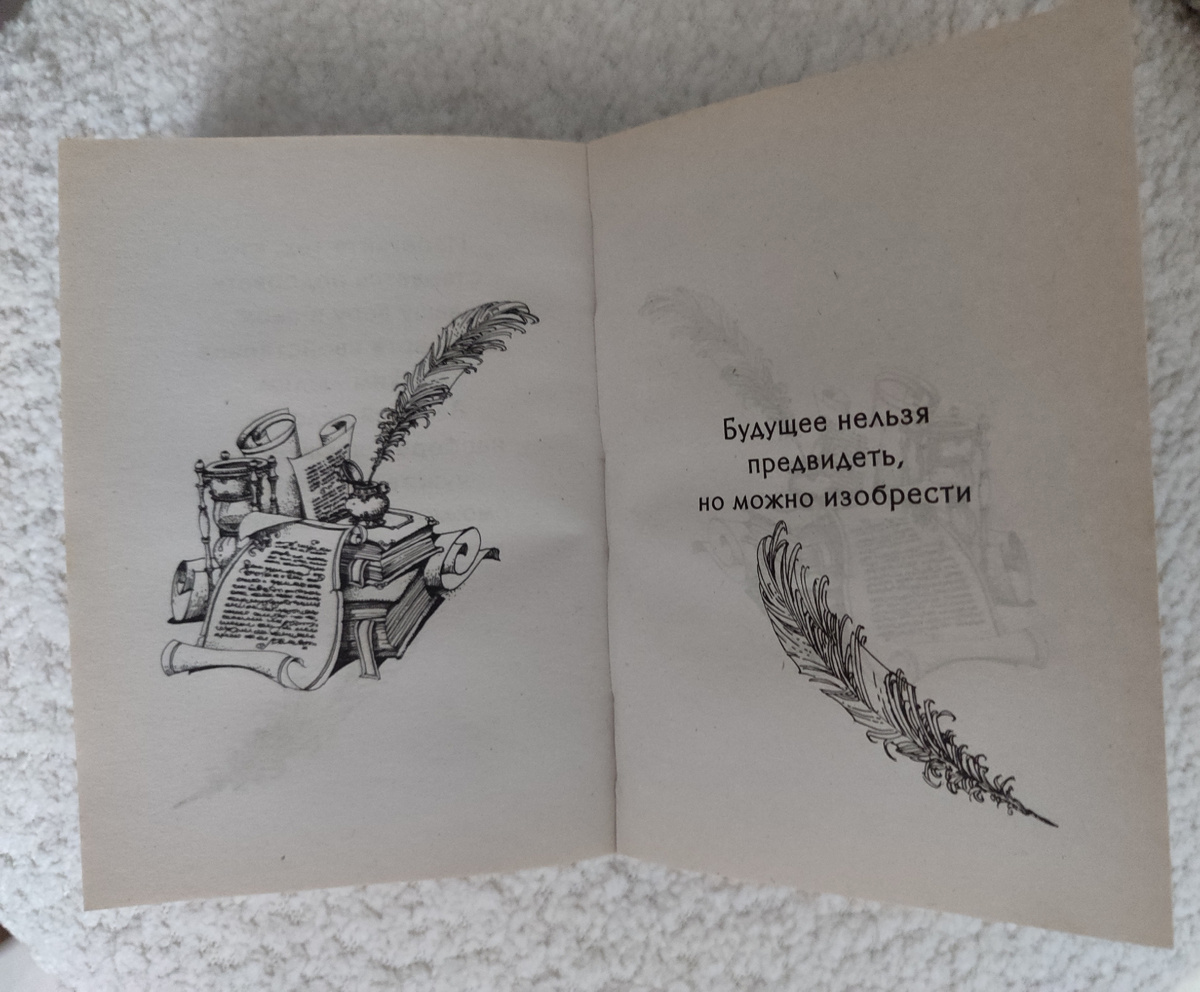 Будущее нельзя
предвидеть,
но можно изобрести